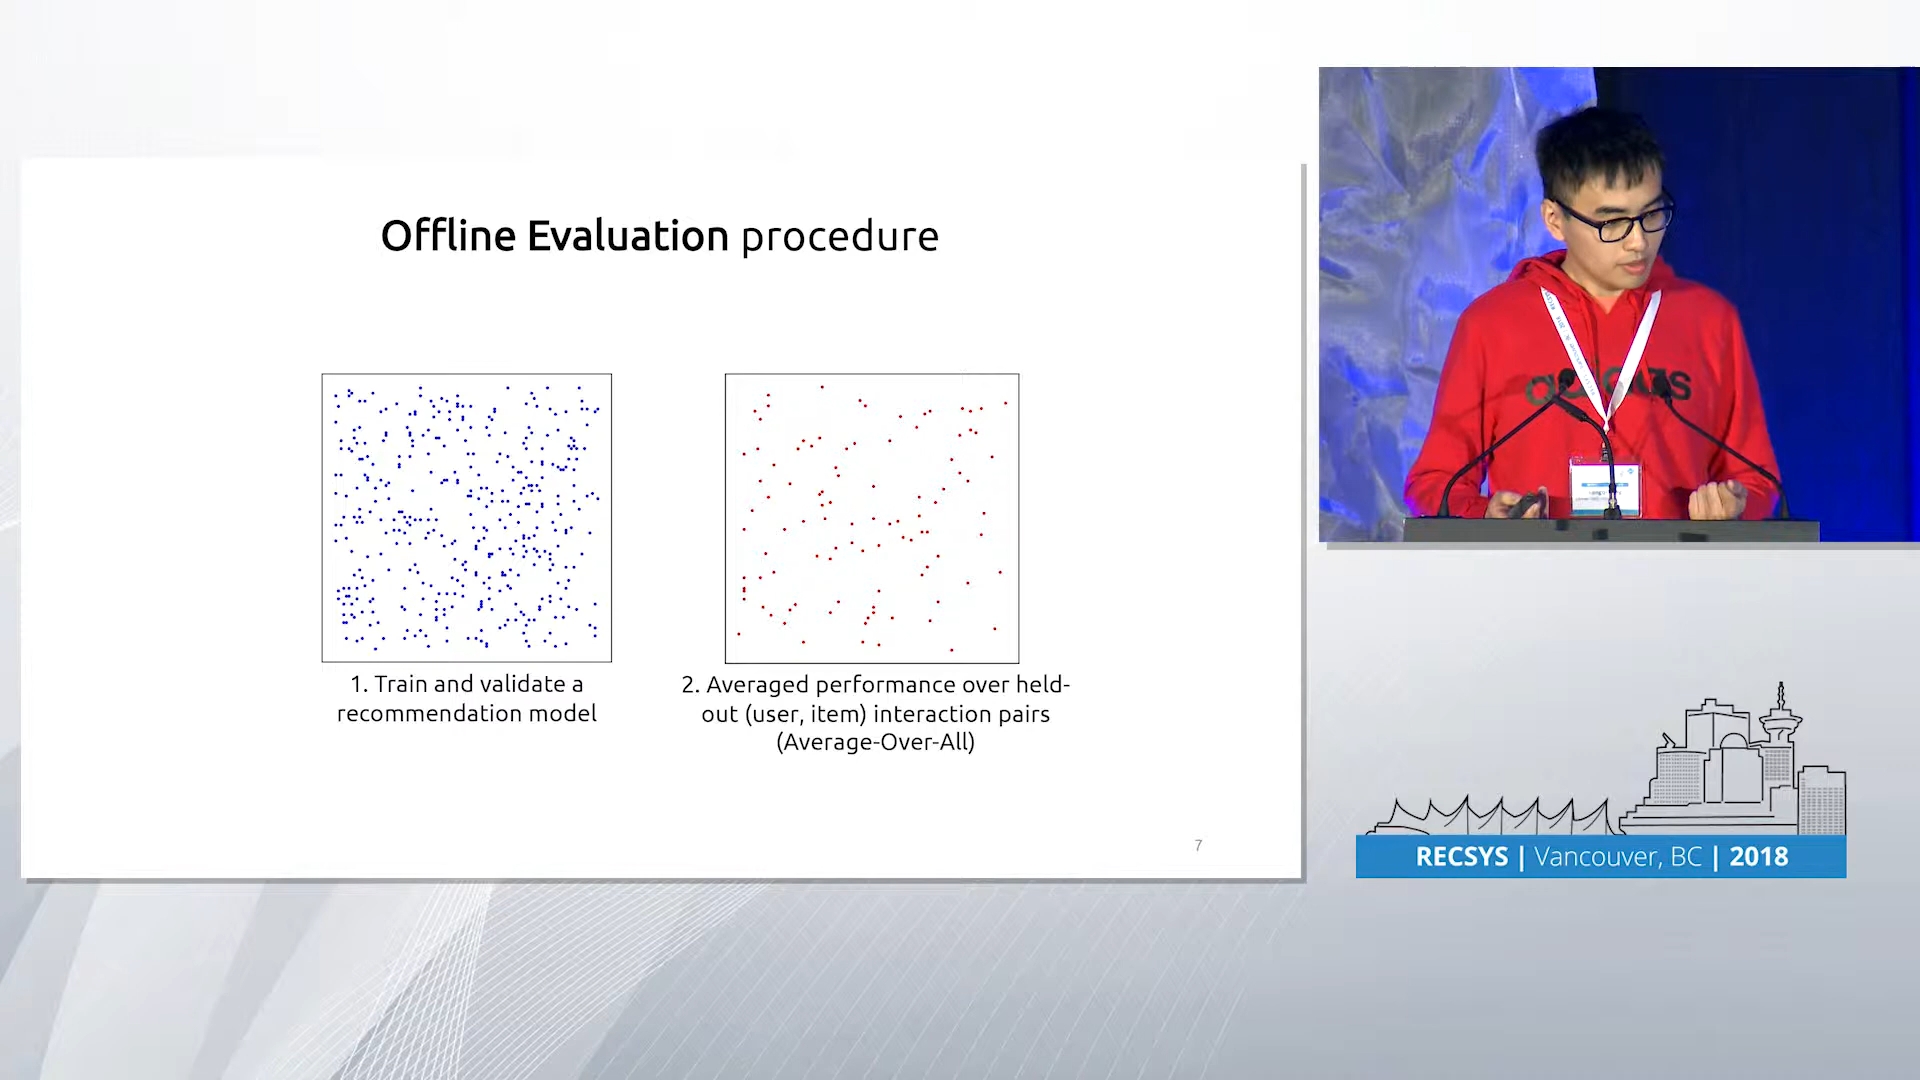 Offline Evaluation procedure
1. Train and validate a
recommendation model
2. Averaged performance over held-
out (user, item) interaction pairs
(Average-Over-All)
7
RECSYS | Vancouver, BC | 2018